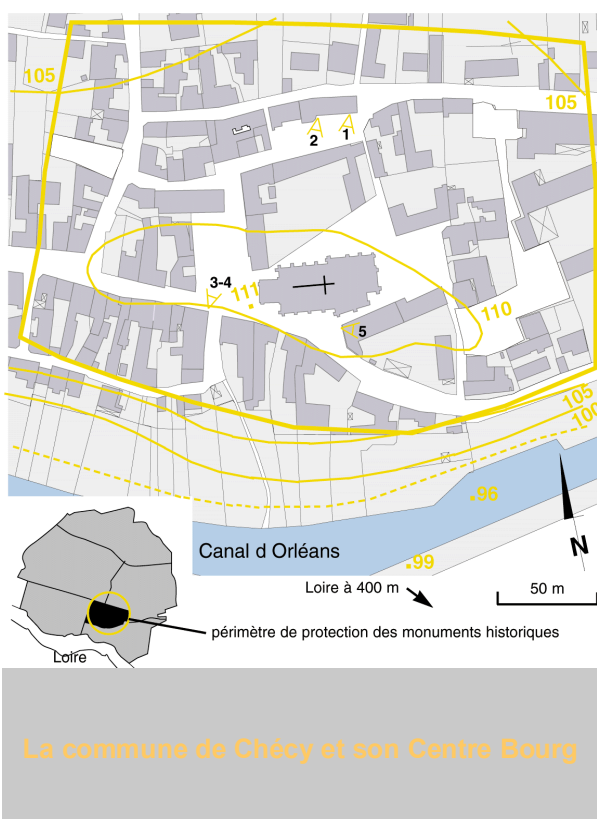 105
105
2
1
3-4
111
110
5
105
100
96
Canal d Orléans
99
N
Loire à 400 m
50 m
périmètre de protection des monuments historiques
Loire
La commune de Chécy et son Centre Bourg